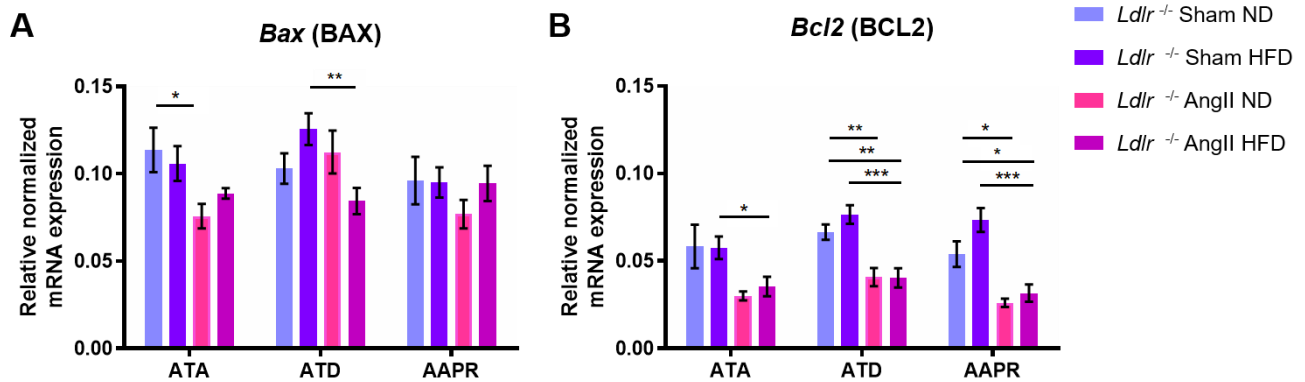 A
Bax (BAX)
Relative normalized
mRNA expression
0.15
0.10
0.05
0.00
*
**
ATA
ATD
AAPR
B
Bcl2 (BCL2)
Relative normalized
mRNA expression
0.15
0.10
0.05
0.00
*
**
**
***
*
*
***
ATA
ATD
AAPR
Ldlr -/- Sham ND
Ldlr -/- Sham HFD
Ldlr -/- AngII ND
Ldlr -/- AngII HFD